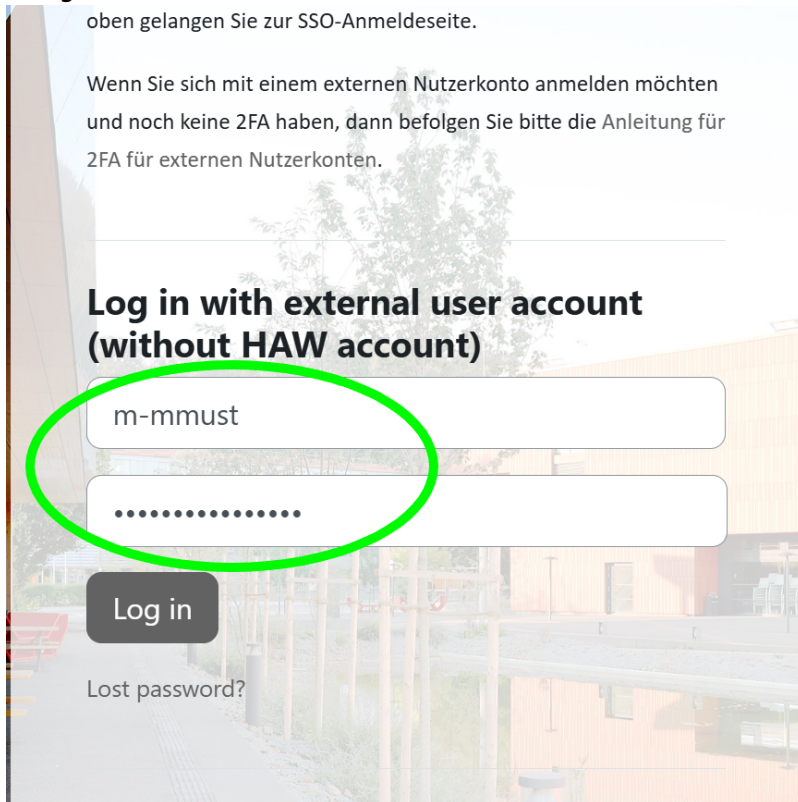 oben gelangen Sie zur SSO-Anmeldeseite.
Wenn Sie sich mit einem externen Nutzerkonto anmelden möchten
und noch keine 2FA haben, dann befolgen Sie bitte die Anleitung für
2FA für externen Nutzerkonten.
Log in with external user account
(without HAW account)
m-mmust
••••••••••••••••
Log in
Lost password?